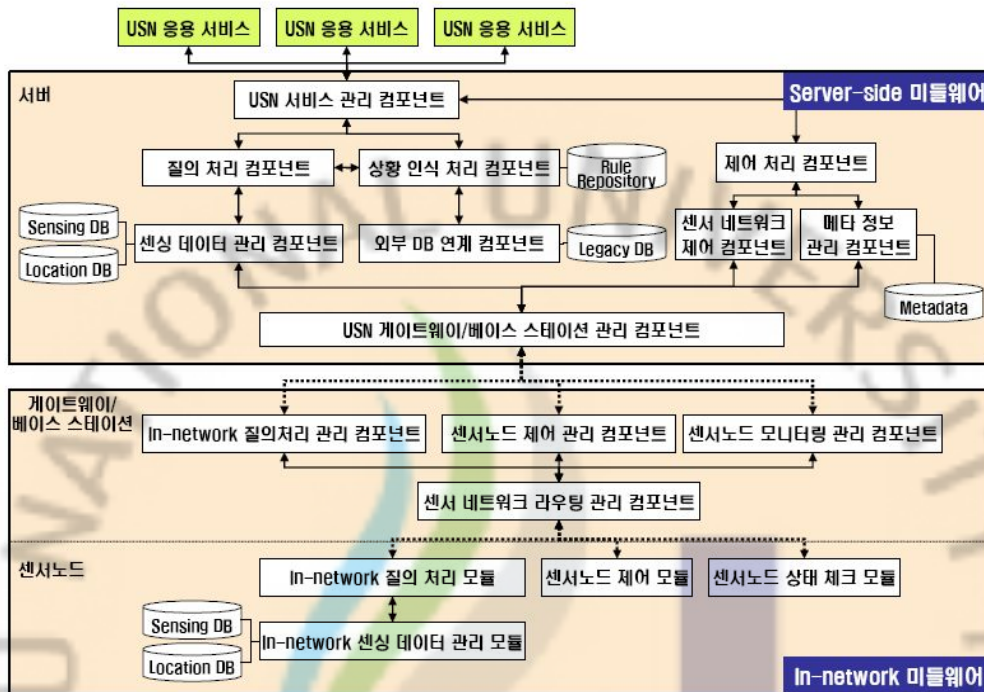 USN 응용 서비스
USN 응용 서비스
USN 응용 서비스
서버
Server-side 미들웨어
USN 서비스 관리 컴포넌트
질의 처리 컴포넌트
상황 인식 처리 컴포넌트
Rule
Repository
제어 처리 컴포넌트
Sensing DB
Location DB
센싱 데이터 관리 컴포넌트
외부 DB 연계 컴포넌트
Legacy DB
센서 네트워크
제어 컴포넌트
메타 정보
관리 컴포넌트
Metadata
USN 게이트웨이/베이스 스테이션 관리 컴포넌트
게이트웨이/
베이스 스테이션
In-network 질의처리 관리 컴포넌트
센서노드 제어 관리 컴포넌트
센서노드 모니터링 관리 컴포넌트
센서 네트워크 라우팅 관리 컴포넌트
센서노드
In-network 질의 처리 모듈
센서노드 제어 모듈
센서노드 상태 체크 모듈
Sensing DB
Location DB
In-network 센싱 데이터 관리 모듈
In-network 미들웨어
NATIONAL UNIVERSIT